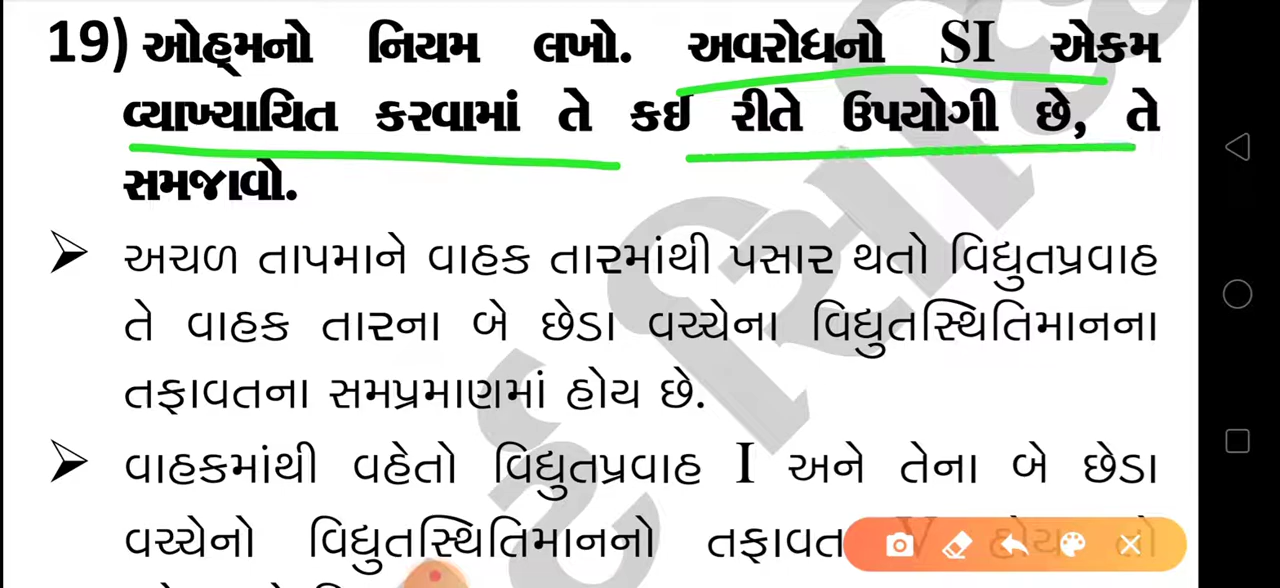 19) ઓહ્મનો નિયમ લખો. અવરોધનો SI એકમ
વ્યાખ્યાયિત કરવામાં તે કઈ રીતે ઉપયોગી છે, તે
સમજાવો.
➢ અચળ તાપમાને વાહક તારમાંથી પસાર થતો વિદ્યુતપ્રવાહ
તે વાહક તારના બે છેડા વચ્ચેના વિદ્યુતસ્થિતિમાનના
તફાવતના સમપ્રમાણમાં હોય છે.
➢ વાહકમાંથી વહેતો વિદ્યુતપ્રવાહ I અને તેના બે છેડા
વચ્ચેનો વિદ્યુતસ્થિતિમાનનો તફાવત V હોય તો